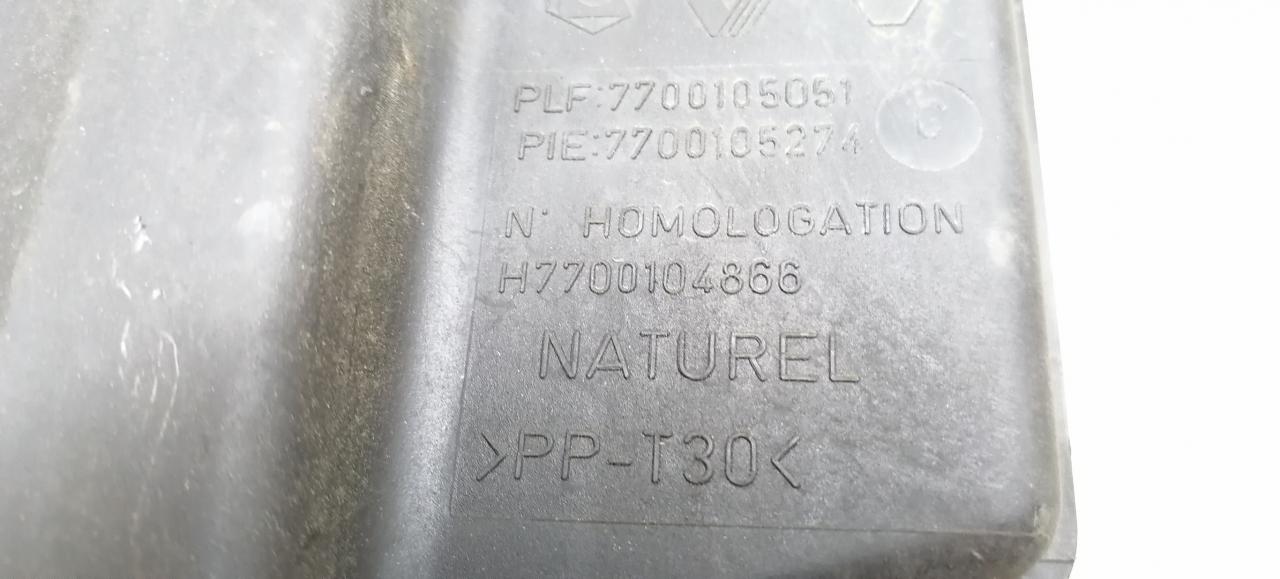 PLF:7700105051
PIE:7700105274
C
N° HOMOLOGATION
H7700104866
NATUREL
>PP-T30<